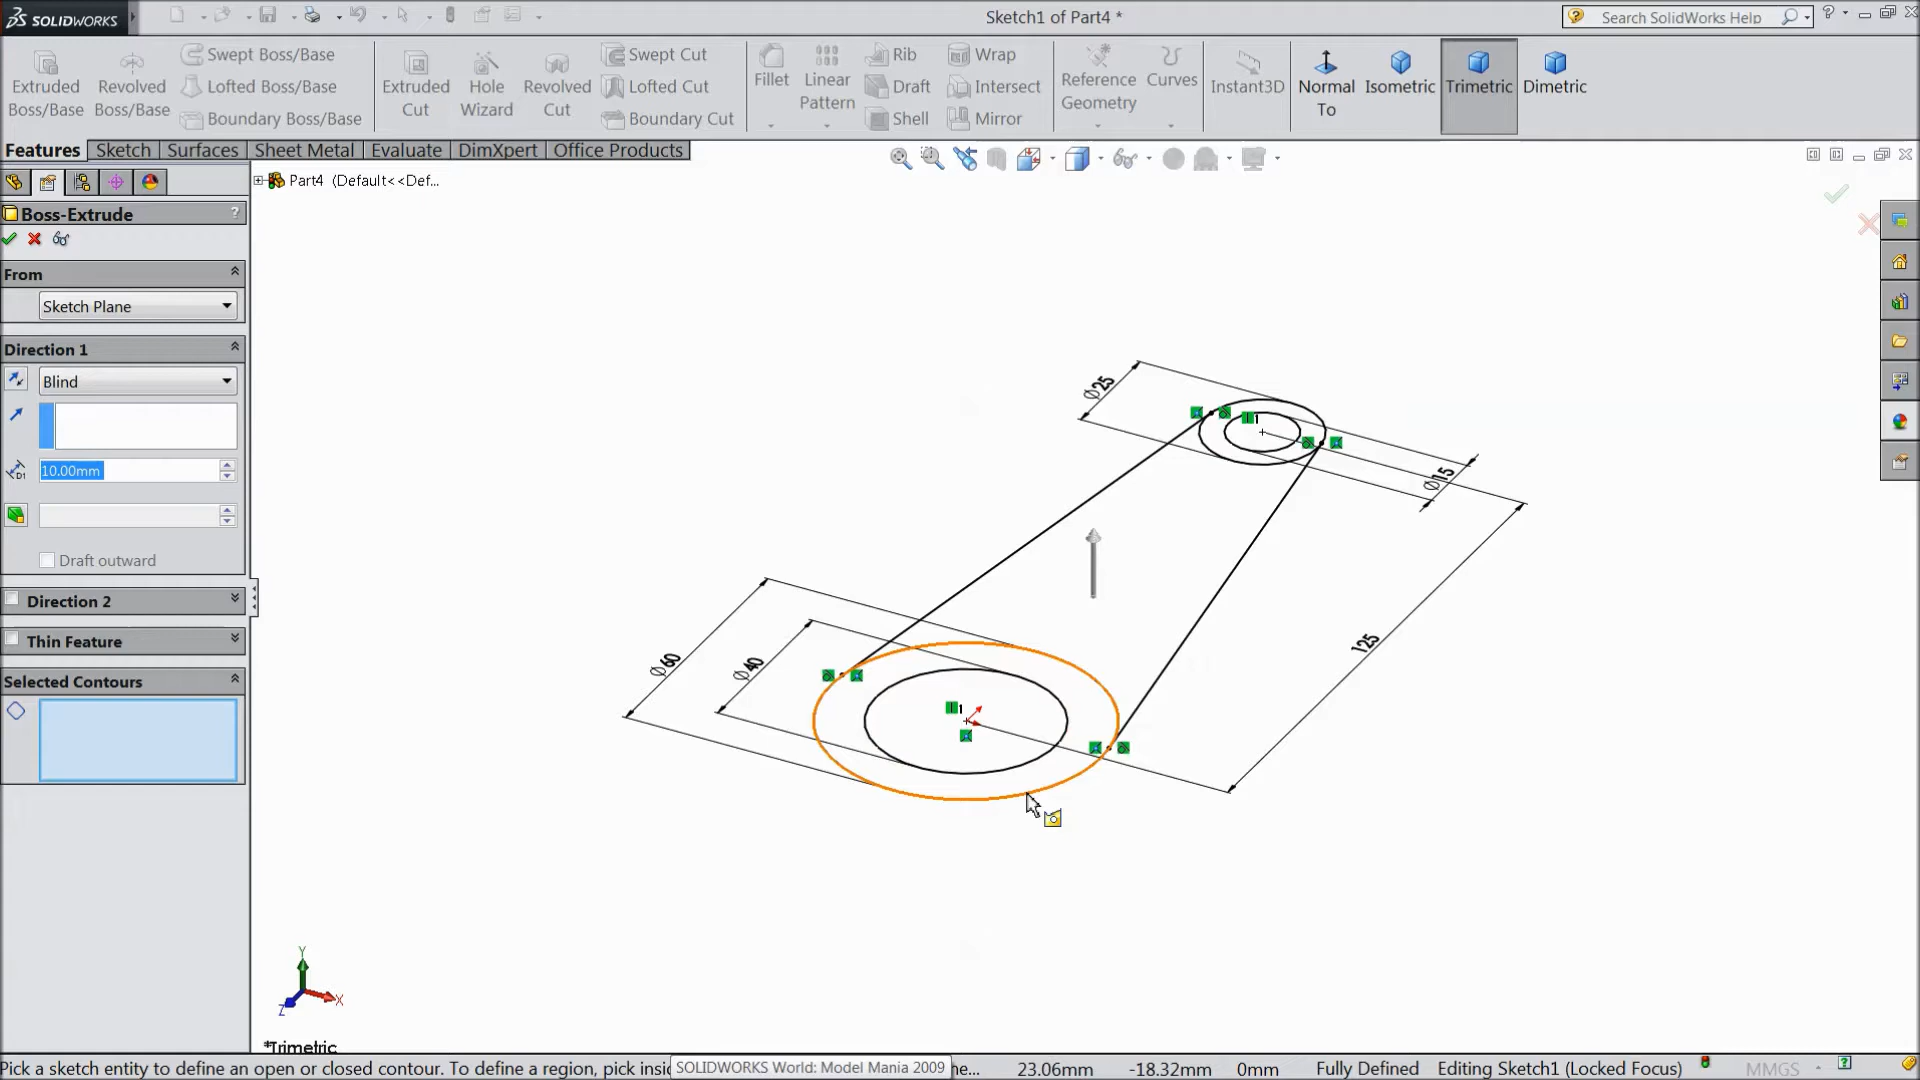 SOLIDWORKS
Sketch1 of Part4 *
Search SolidWorks Help
Extruded Boss/Base
Revolved Boss/Base
Swept Boss/Base
Lofted Boss/Base
Boundary Boss/Base
Extruded Cut
Hole Wizard
Revolved Cut
Swept Cut
Lofted Cut
Boundary Cut
Fillet
Linear Pattern
Rib
Draft
Shell
Wrap
Intersect
Mirror
Reference Geometry
Curves
Instant3D
Normal To
Isometric
Trimetric
Dimetric
Features
Sketch
Surfaces
Sheet Metal
Evaluate
DimXpert
Office Products
Part4 (Default<<Def...
Boss-Extrude
?
From
Sketch Plane
Direction 1
Blind
10.00mm
Draft outward
Direction 2
Thin Feature
Selected Contours
Ø25
Ø15
125
Ø60
Ø40
1
1
Y
X
Z
*Trimetric
Pick a sketch entity to define an open or closed contour. To define a region, pick insi
SOLIDWORKS World: Model Mania 2009
e...
23.06mm
-18.32mm
0mm
Fully Defined
Editing Sketch1 (Locked Focus)
MMGS